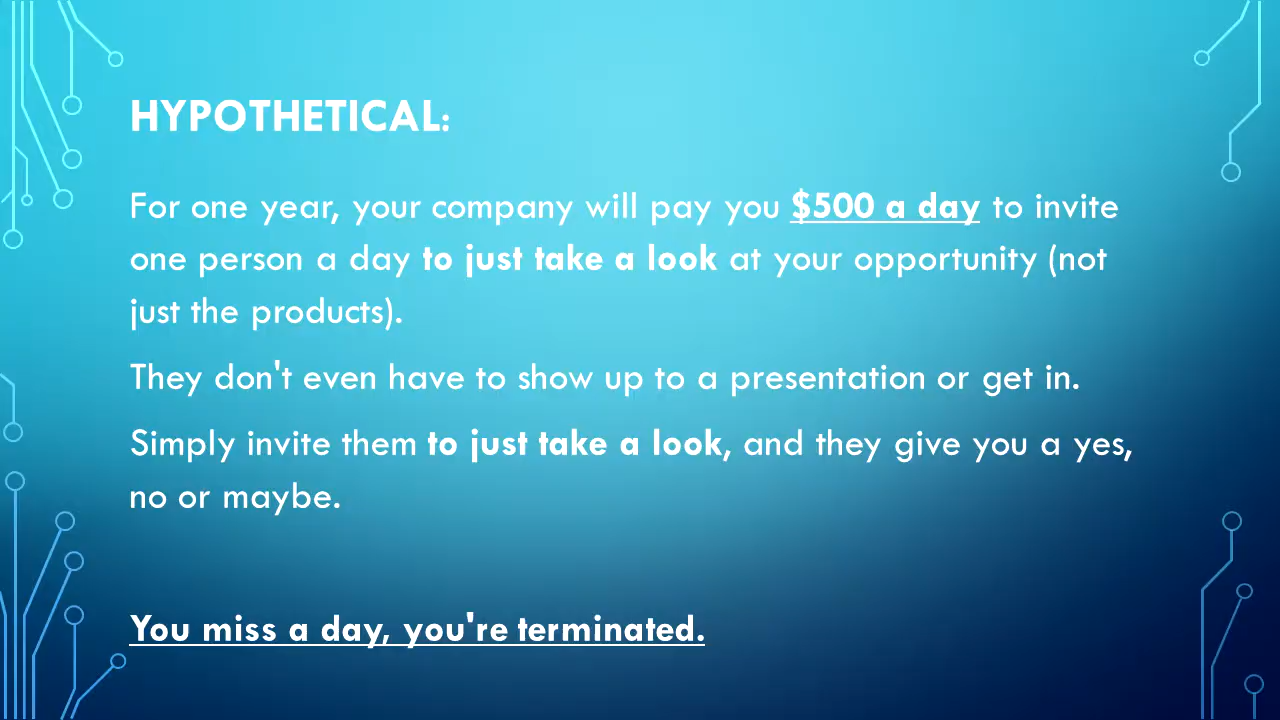 HYPOTHETICAL:
For one year, your company will pay you $500 a day to invite
one person a day to just take a look at your opportunity (not
just the products).
They don't even have to show up to a presentation or get in.
Simply invite them to just take a look, and they give you a yes,
no or maybe.
You miss a day, you're terminated.